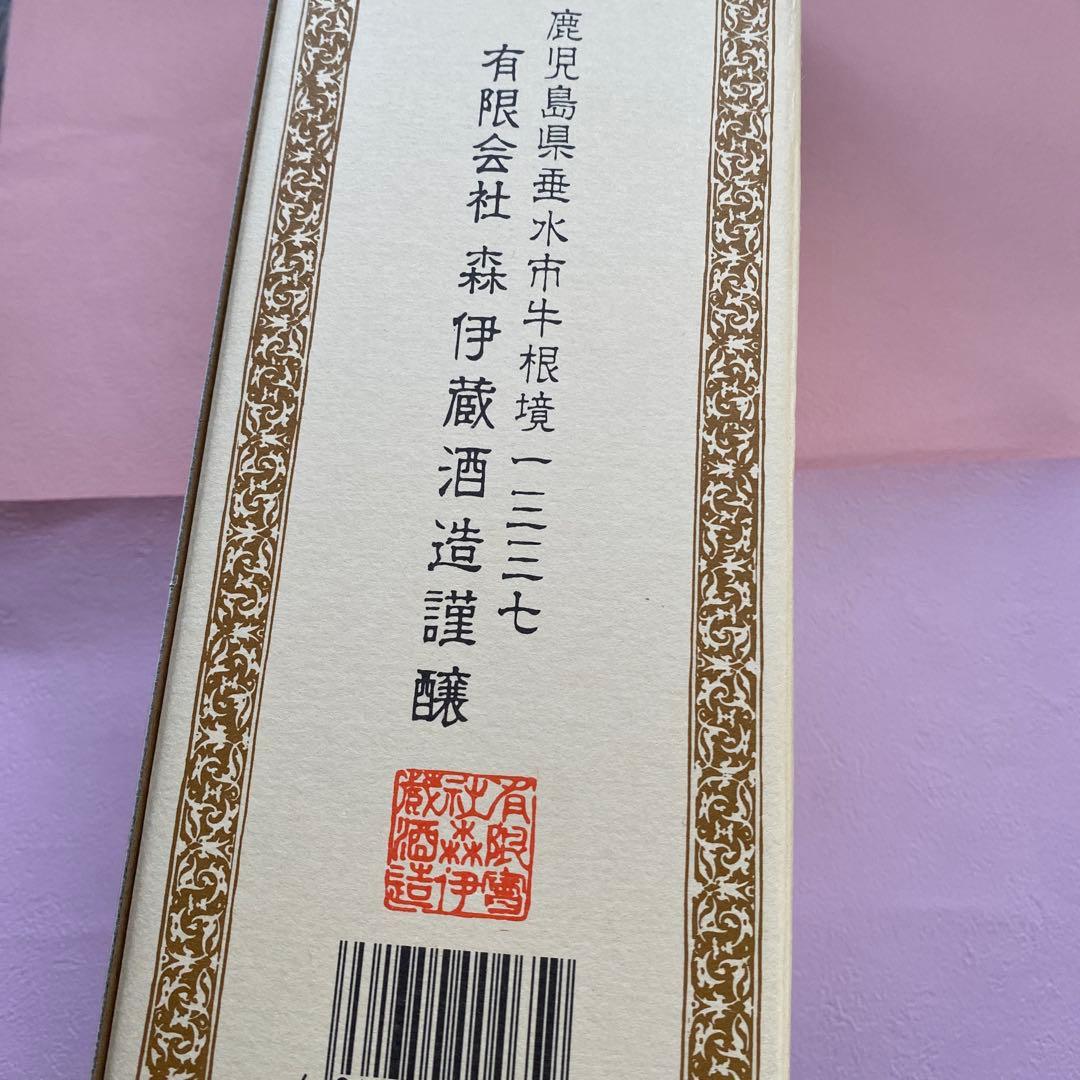 鹿児島県垂水市牛根境一三三七
有限会社 森伊蔵酒造謹醸
有限會
社森伊
蔵酒造